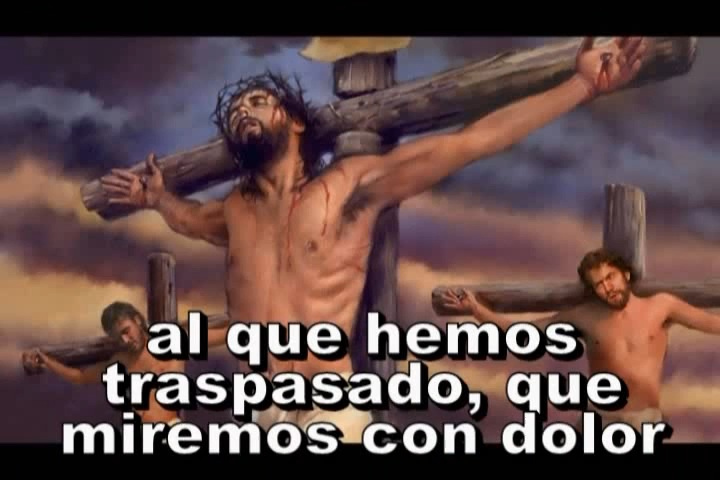 al que hemos
traspasado, que
miremos con dolor